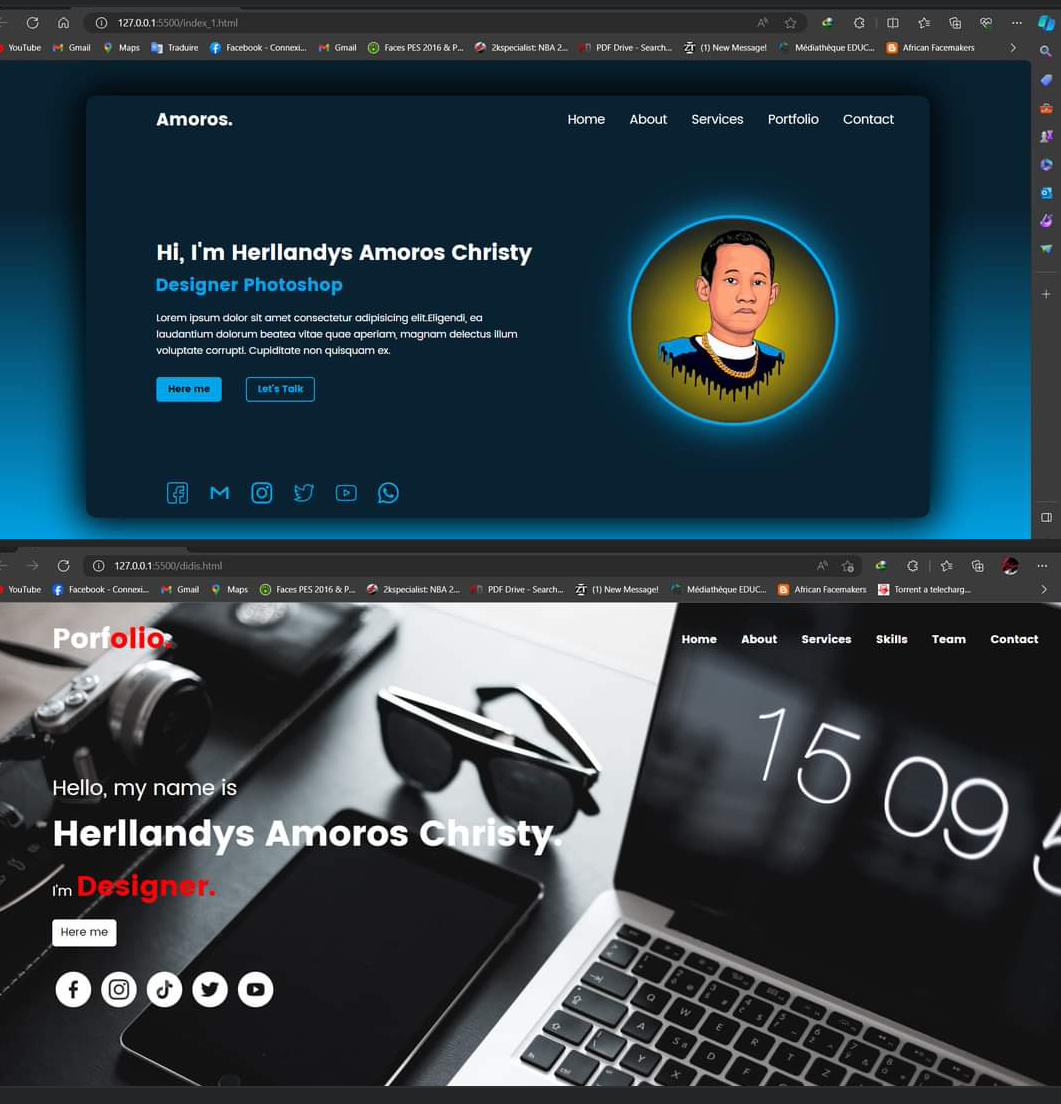 127.0.0.1:5500/index_1.html
YouTube Gmail Maps Traduire Facebook - Connexi... Gmail Faces PES 2016 & P... 2kspecialist: NBA 2... PDF Drive - Search... (1) New Message! Médiathèque EDUC... African Facemakers
Amoros. Home About Services Portfolio Contact
Hi, I'm Herllandys Amoros Christy
Designer Photoshop
Lorem ipsum dolor sit amet consectetur adipisicing elit.Eligendi, ea
laudantium dolorum beatea vitae quae aperiam, magnam delectus illum
voluptate corrupti. Cupiditate non quisquam ex.
Here me Let's Talk
127.0.0.1:5500/didis.html
YouTube Facebook - Connexi... Gmail Maps Faces PES 2016 & P... 2kspecialist: NBA 2... PDF Drive - Search... (1) New Message! Médiathèque EDUC... African Facemakers Torrent a telecharg...
Porfolio. Home About Services Skills Team Contact
15 09 5
Hello, my name is
Herllandys Amoros Christy.
I'm Designer.
Here me